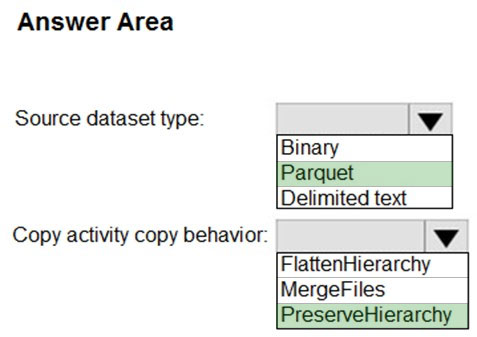 Answer Area
Source dataset type:
Binary
Parquet
Delimited text
Copy activity copy behavior:
FlattenHierarchy
MergeFiles
PreserveHierarchy